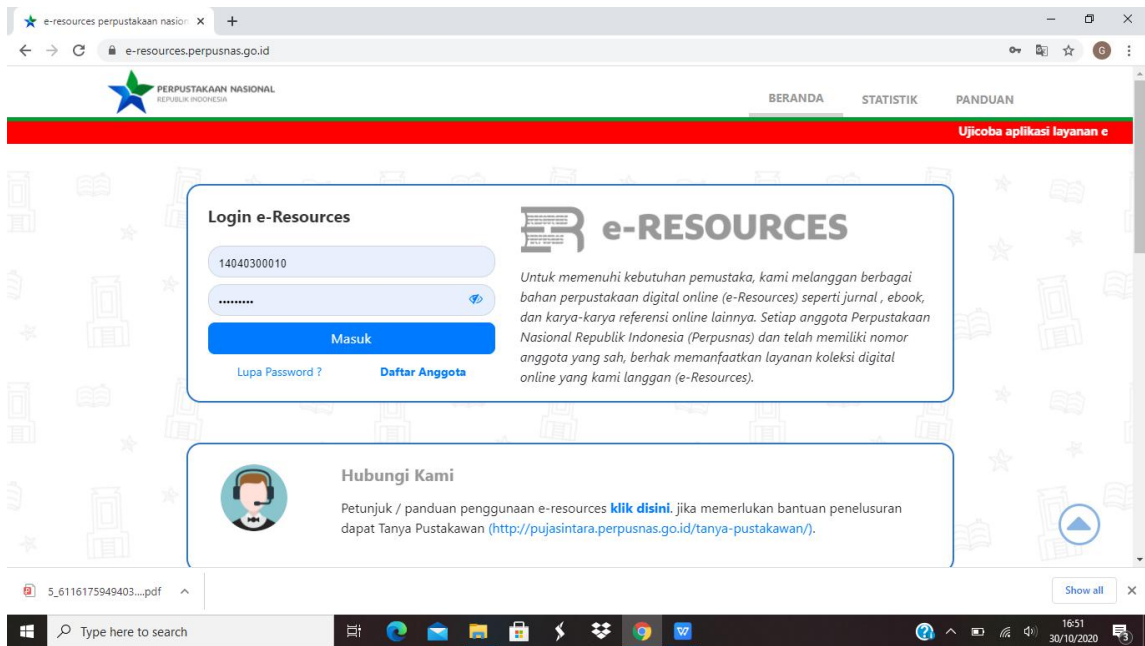 e-resources perpustakaan nasion
e-resources.perpusnas.go.id
G
PERPUSTAKAAN NASIONAL
REPUBLIK INDONESIA
BERANDA STATISTIK PANDUAN
Ujicoba aplikasi layanan e
Login e-Resources
14040300010
Masuk
Lupa Password ? Daftar Anggota
e-RESOURCES
Untuk memenuhi kebutuhan pemustaka, kami melanggan berbagai
bahan perpustakaan digital online (e-Resources) seperti jurnal , ebook,
dan karya-karya referensi online lainnya. Setiap anggota Perpustakaan
Nasional Republik Indonesia (Perpusnas) dan telah memiliki nomor
anggota yang sah, berhak memanfaatkan layanan koleksi digital
online yang kami langgan (e-Resources).
Hubungi Kami
Petunjuk / panduan penggunaan e-resources klik disini. jika memerlukan bantuan penelusuran
dapat Tanya Pustakawan (http://pujasintara.perpusnas.go.id/tanya-pustakawan/).
5_6116175949403....pdf
Show all
Type here to search
16:51
30/10/2020
3